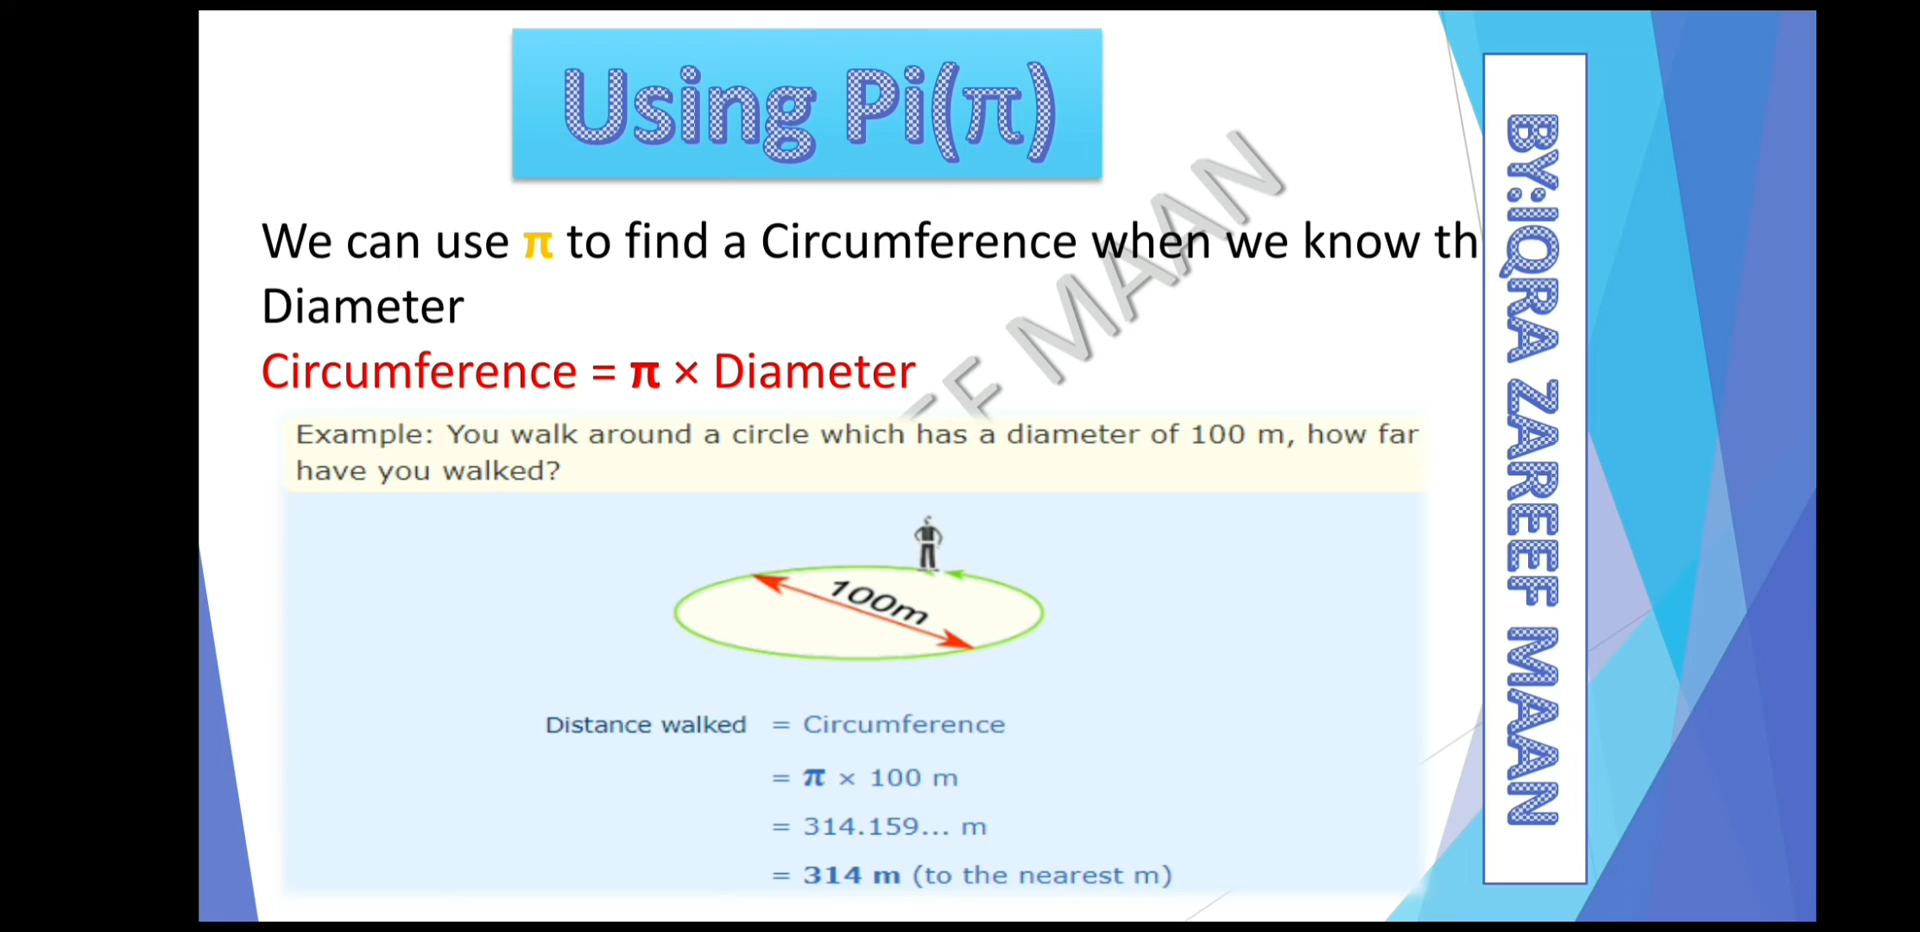 Using Pi(π)
We can use π to find a Circumference when we know th
Diameter
Circumference = π × Diameter
Example: You walk around a circle which has a diameter of 100 m, how far
have you walked?
100m
Distance walked = Circumference
= π × 100 m
= 314.159... m
= 314 m (to the nearest m)
BY:IQRA ZAREEF MAAN
MAAN